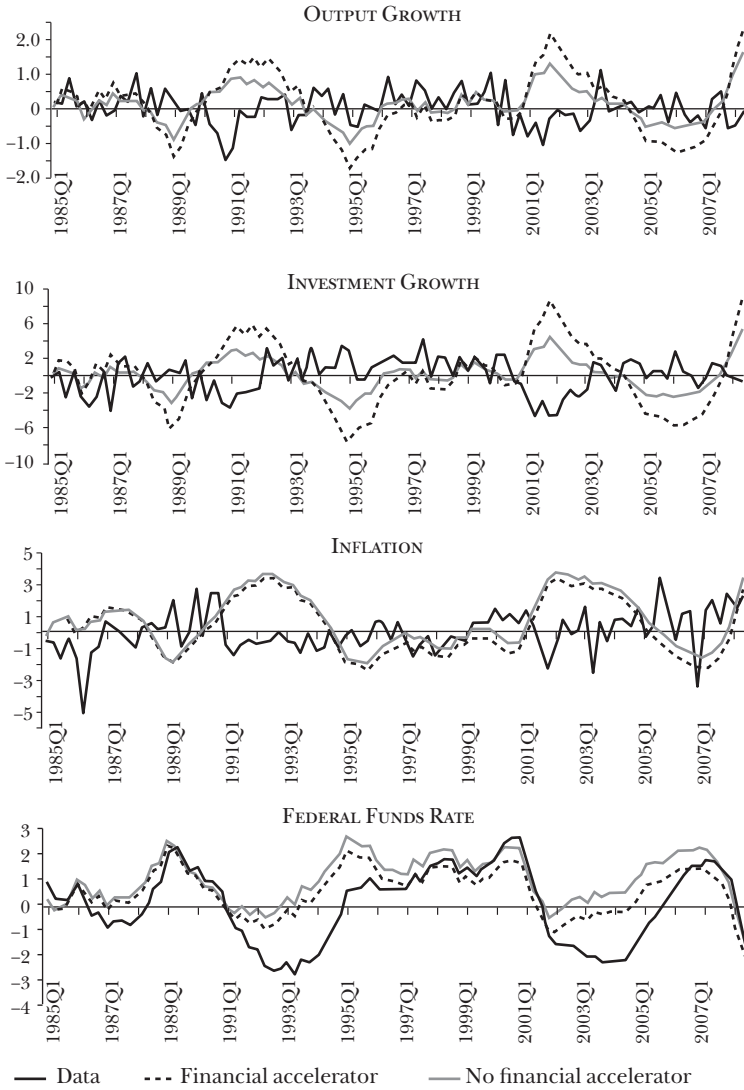 OUTPUT GROWTH
2.0
1.0
0
–1.0
–2.0
1985Q1 1987Q1 1989Q1 1991Q1 1993Q1 1995Q1 1997Q1 1999Q1 2001Q1 2003Q1 2005Q1 2007Q1
INVESTMENT GROWTH
10
6
2
–2
–6
–10
1985Q1 1987Q1 1989Q1 1991Q1 1993Q1 1995Q1 1997Q1 1999Q1 2001Q1 2003Q1 2005Q1 2007Q1
INFLATION
5
3
1
–1
–3
–5
1985Q1 1987Q1 1989Q1 1991Q1 1993Q1 1995Q1 1997Q1 1999Q1 2001Q1 2003Q1 2005Q1 2007Q1
FEDERAL FUNDS RATE
3
2
1
0
–1
–2
–3
–4
1985Q1 1987Q1 1989Q1 1991Q1 1993Q1 1995Q1 1997Q1 1999Q1 2001Q1 2003Q1 2005Q1 2007Q1
Data Financial accelerator No financial accelerator